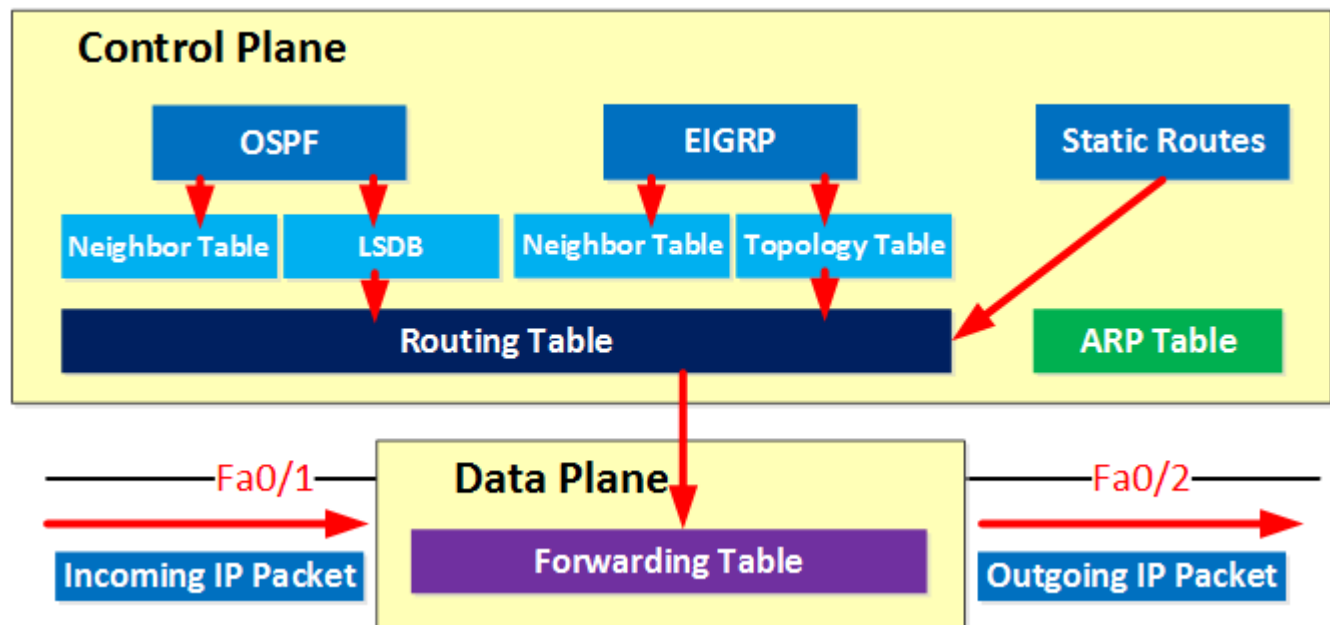 Control Plane
OSPF
EIGRP
Static Routes
Neighbor Table
LSDB
Neighbor Table
Topology Table
Routing Table
ARP Table
Fa0/1
Data Plane
Fa0/2
Incoming IP Packet
Forwarding Table
Outgoing IP Packet